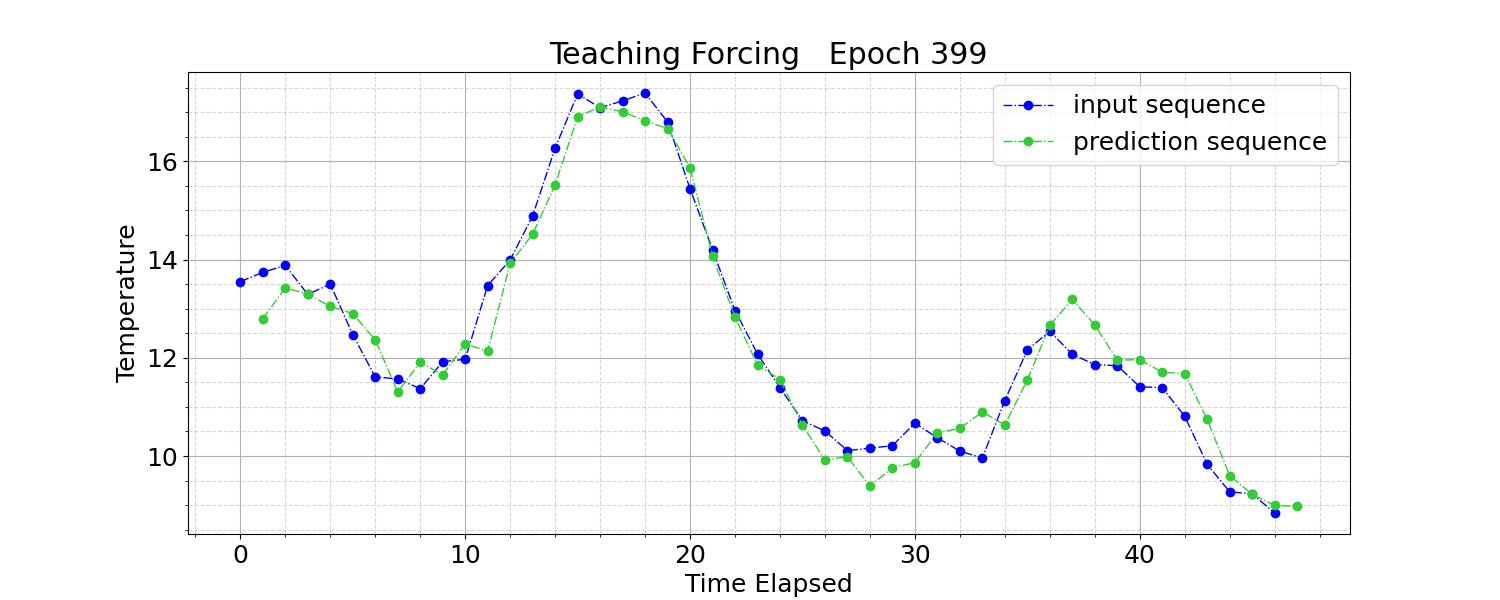 Teaching Forcing   Epoch 399
input sequence
prediction sequence
Temperature
16
14
12
10
0 10 20 30 40
Time Elapsed